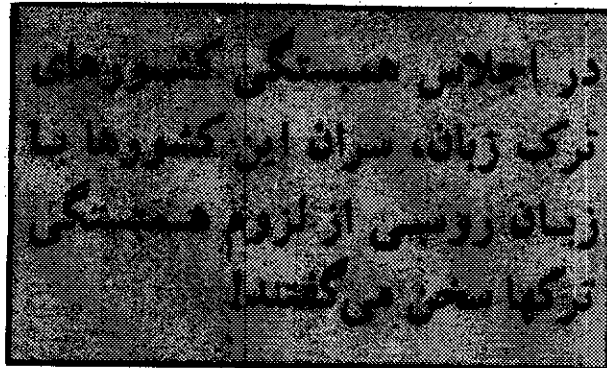 در اجلاس همبستگی کشورهای
ترک زبان، سران این کشورها با
زبان روسی از لزوم همبستگی
ترکها سخن می‌گفتند!